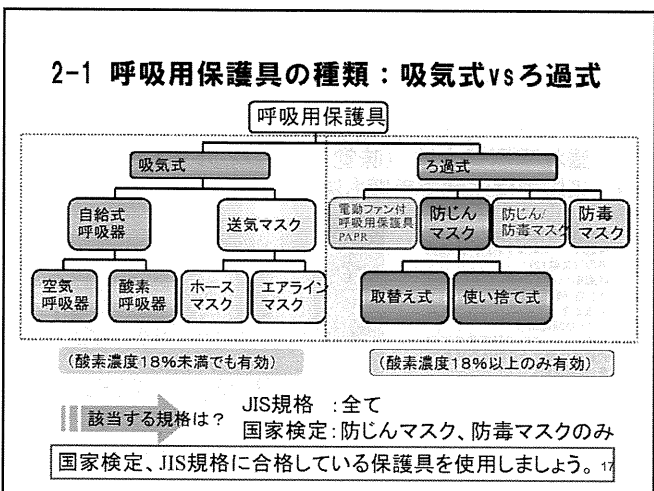 2-1 呼吸用保護具の種類：吸気式vsろ過式
呼吸用保護具
吸気式
ろ過式
自給式
呼吸器
送気マスク
電動ファン付
呼吸用保護具
PAPR
防じん
マスク
防じん/
防毒マスク
防毒
マスク
空気
呼吸器
酸素
呼吸器
ホース
マスク
エアライン
マスク
取替え式
使い捨て式
（酸素濃度18%未満でも有効）
（酸素濃度18%以上のみ有効）
該当する規格は？
JIS規格 ：全て
国家検定：防じんマスク、防毒マスクのみ
国家検定、JIS規格に合格している保護具を使用しましょう。 17